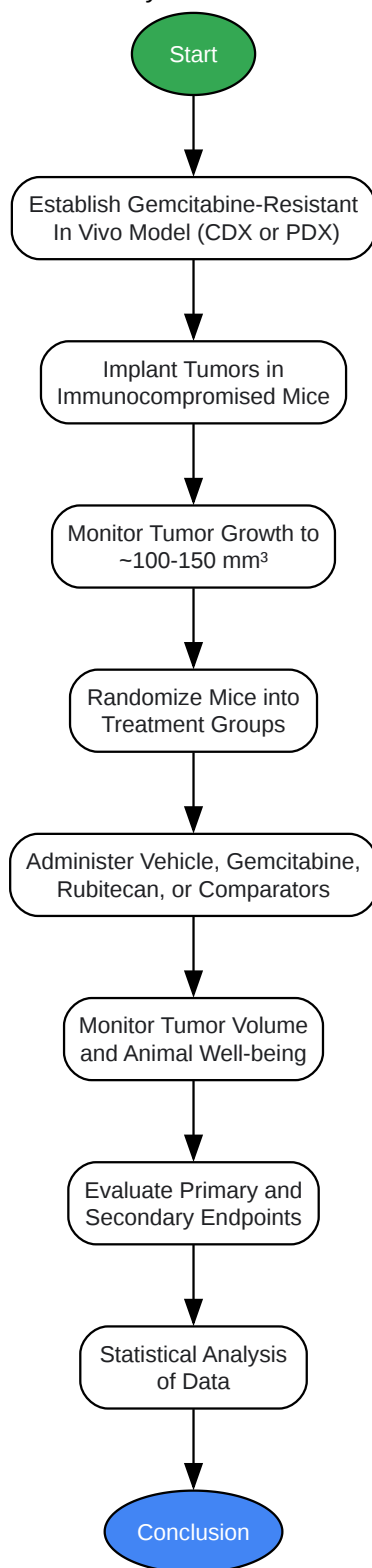 Start
Establish Gemcitabine-Resistant
In Vivo Model (CDX or PDX)
Implant Tumors in
Immunocompromised Mice
Monitor Tumor Growth to
~100-150 mm³
Randomize Mice into
Treatment Groups
Administer Vehicle, Gemcitabine,
Rubitecan, or Comparators
Monitor Tumor Volume
and Animal Well-being
Evaluate Primary and
Secondary Endpoints
Statistical Analysis
of Data
Conclusion